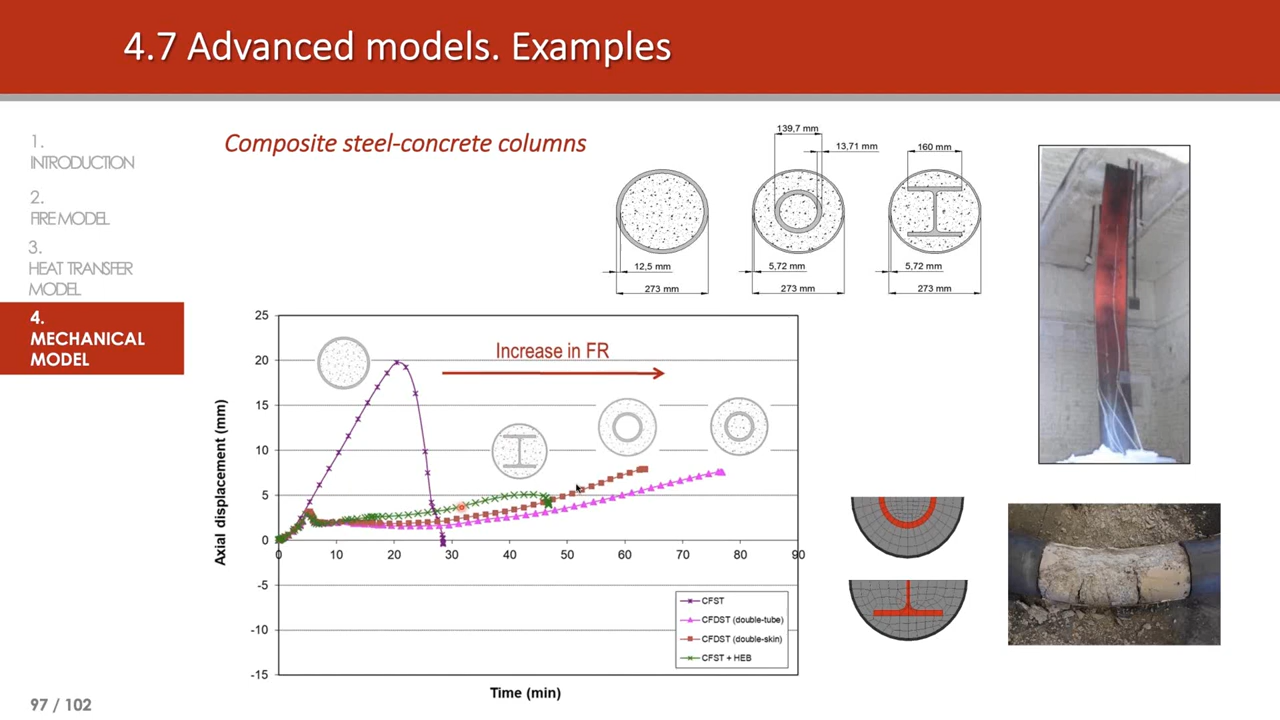 4.7 Advanced models. Examples
1.
INTRODUCTION
2.
FIRE MODEL
3.
HEAT TRANSFER
MODEL
4.
MECHANICAL
MODEL
Composite steel-concrete columns
139,7 mm
13,71 mm
160 mm
12,5 mm
5,72 mm
5,72 mm
273 mm
273 mm
273 mm
Increase in FR
Axial displacement (mm)
25
20
15
10
5
0
-5
-10
-15
0 10 20 30 40 50 60 70 80 90
CFST
CFDST (double-tube)
CFDST (double-skin)
CFST + HEB
Time (min)
97 / 102